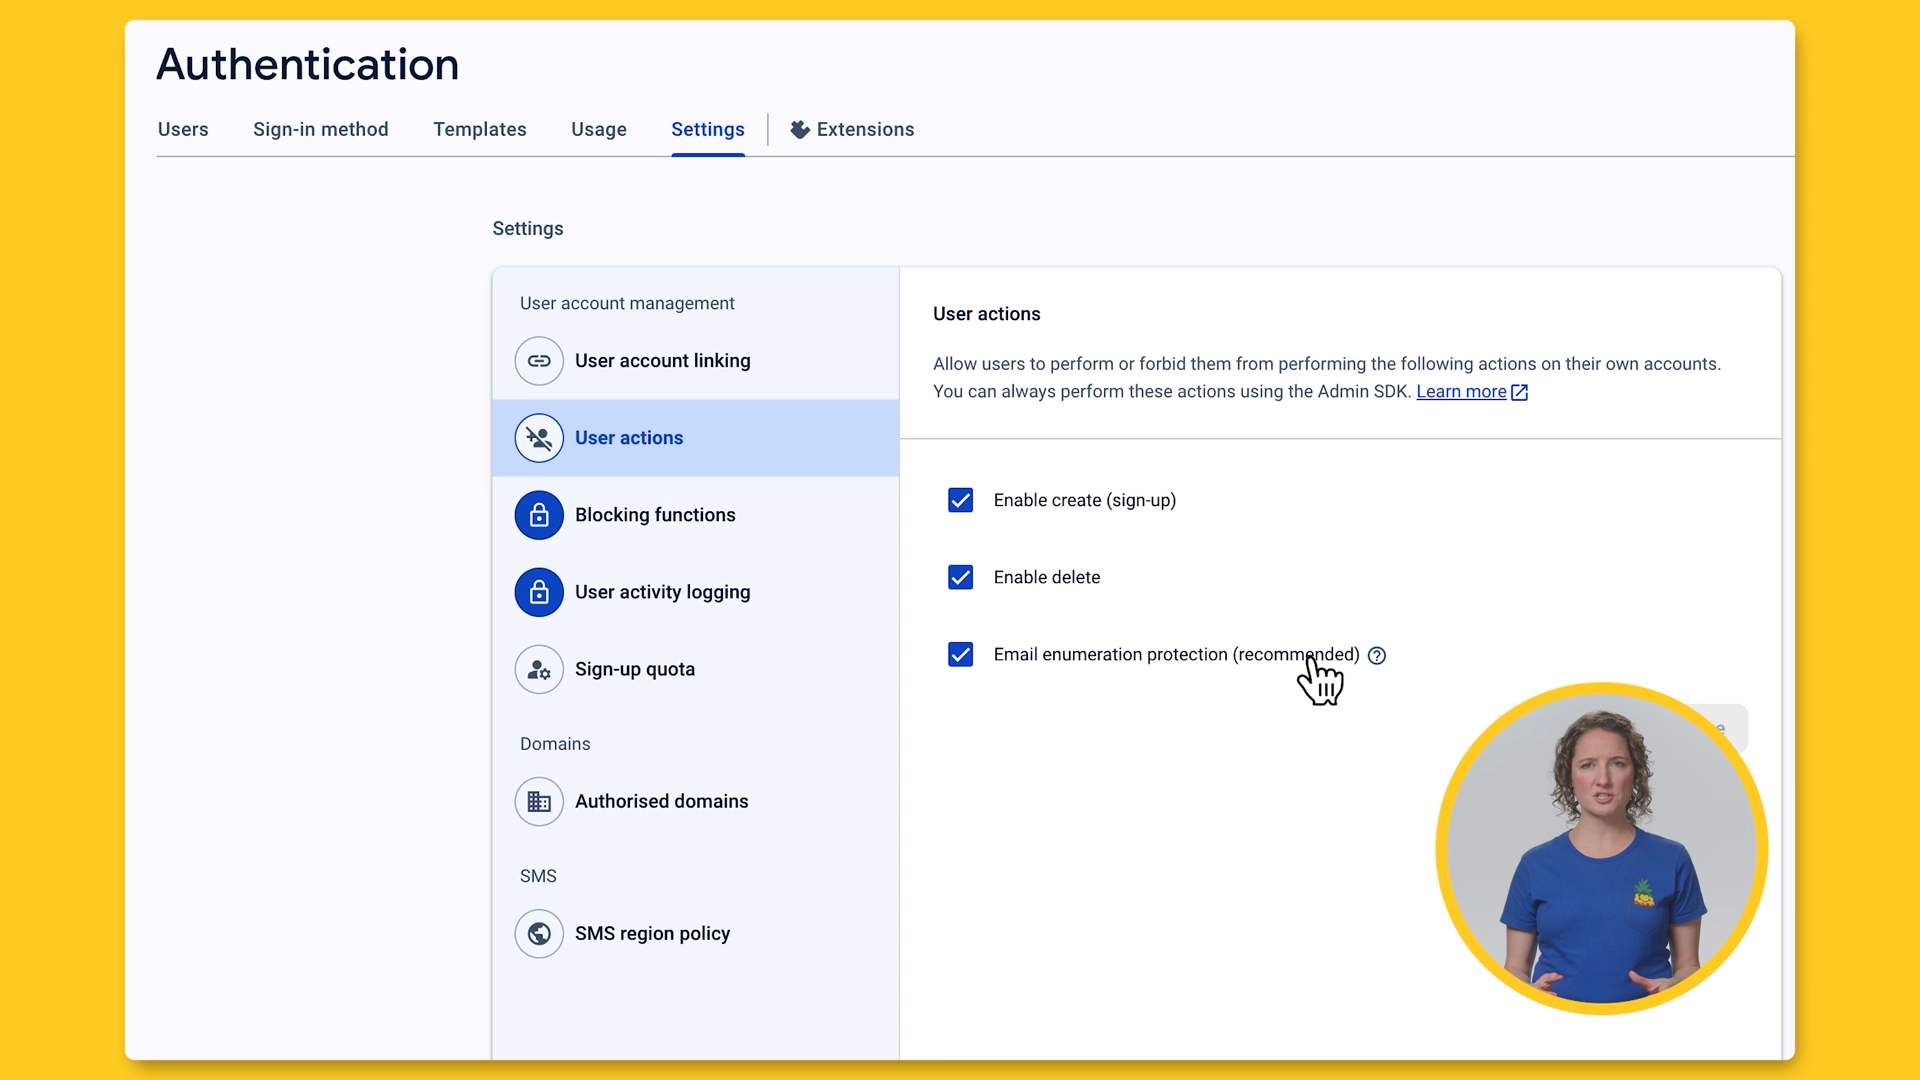 Authentication
Users
Sign-in method
Templates
Usage
Settings
Extensions
Settings
User account management
User account linking
User actions
Blocking functions
User activity logging
Sign-up quota
Domains
Authorised domains
SMS
SMS region policy
User actions
Allow users to perform or forbid them from performing the following actions on their own accounts.
You can always perform these actions using the Admin SDK. Learn more
Enable create (sign-up)
Enable delete
Email enumeration protection (recommended)